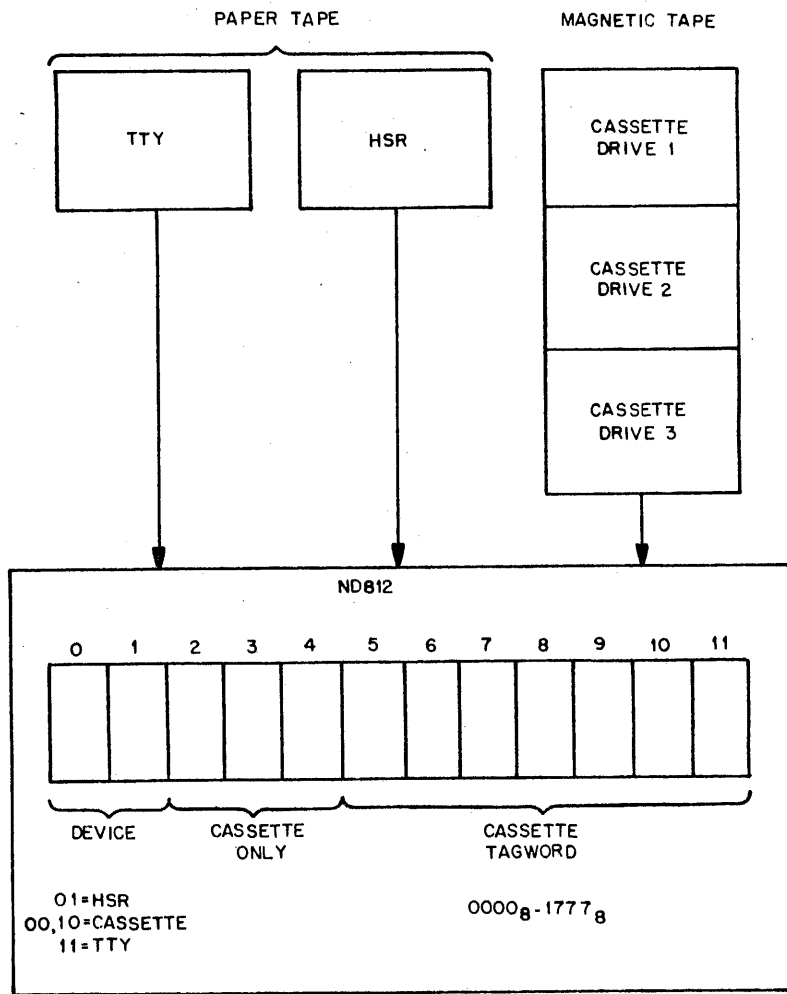 PAPER TAPE
MAGNETIC TAPE
TTY
HSR
CASSETTE
DRIVE 1
CASSETTE
DRIVE 2
CASSETTE
DRIVE 3
ND812
0 1 2 3 4 5 6 7 8 9 10 11
DEVICE
CASSETTE
ONLY
CASSETTE
TAGWORD
01=HSR
00,10=CASSETTE
11=TTY
0000₈-1777₈